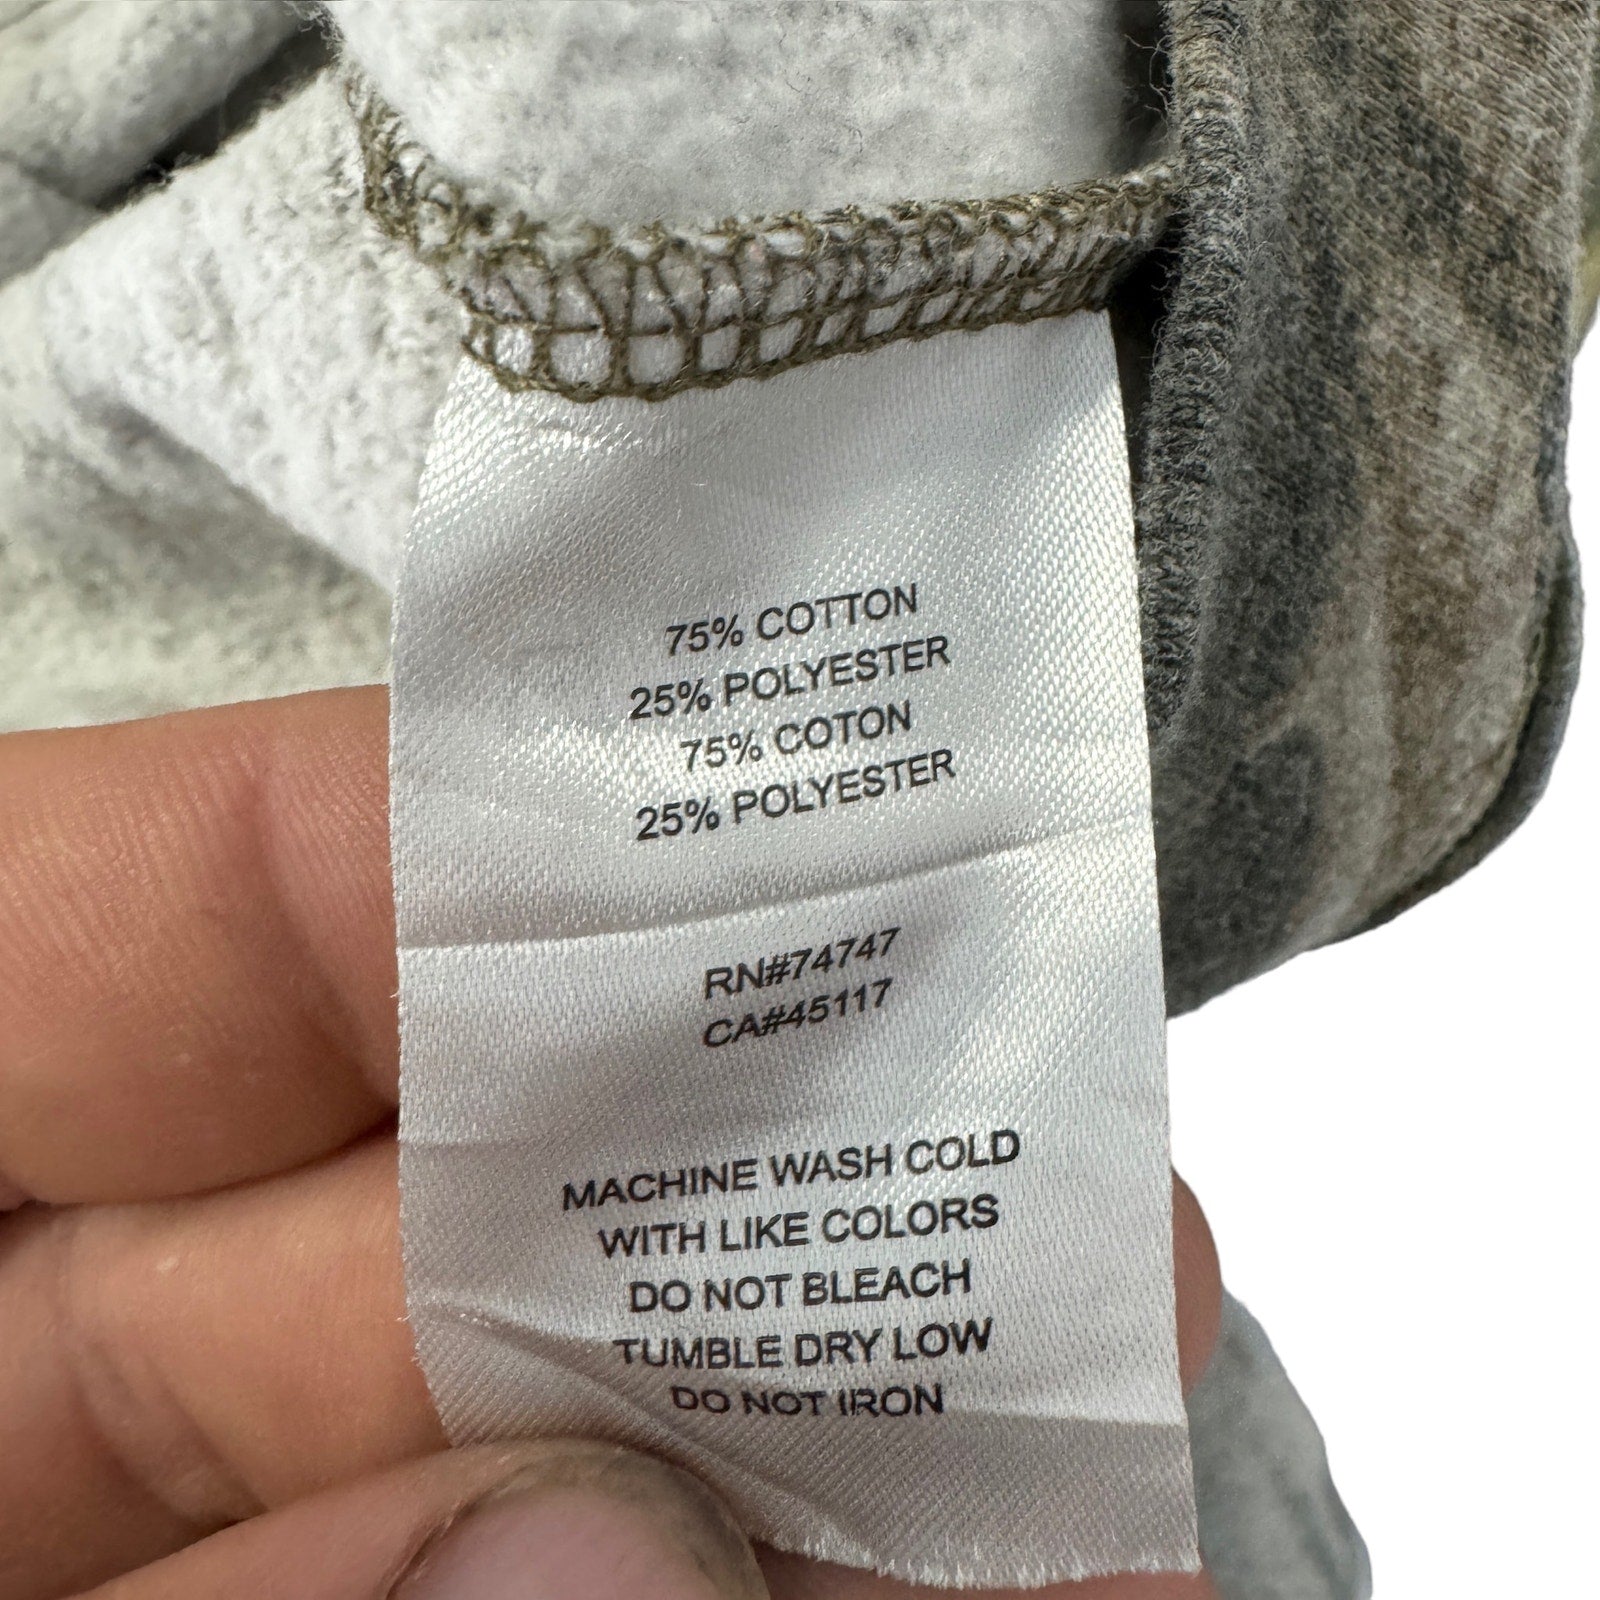 75% COTTON
25% POLYESTER
75% COTON
25% POLYESTER
RN#74747
CA#45117
MACHINE WASH COLD
WITH LIKE COLORS
DO NOT BLEACH
TUMBLE DRY LOW
DO NOT IRON